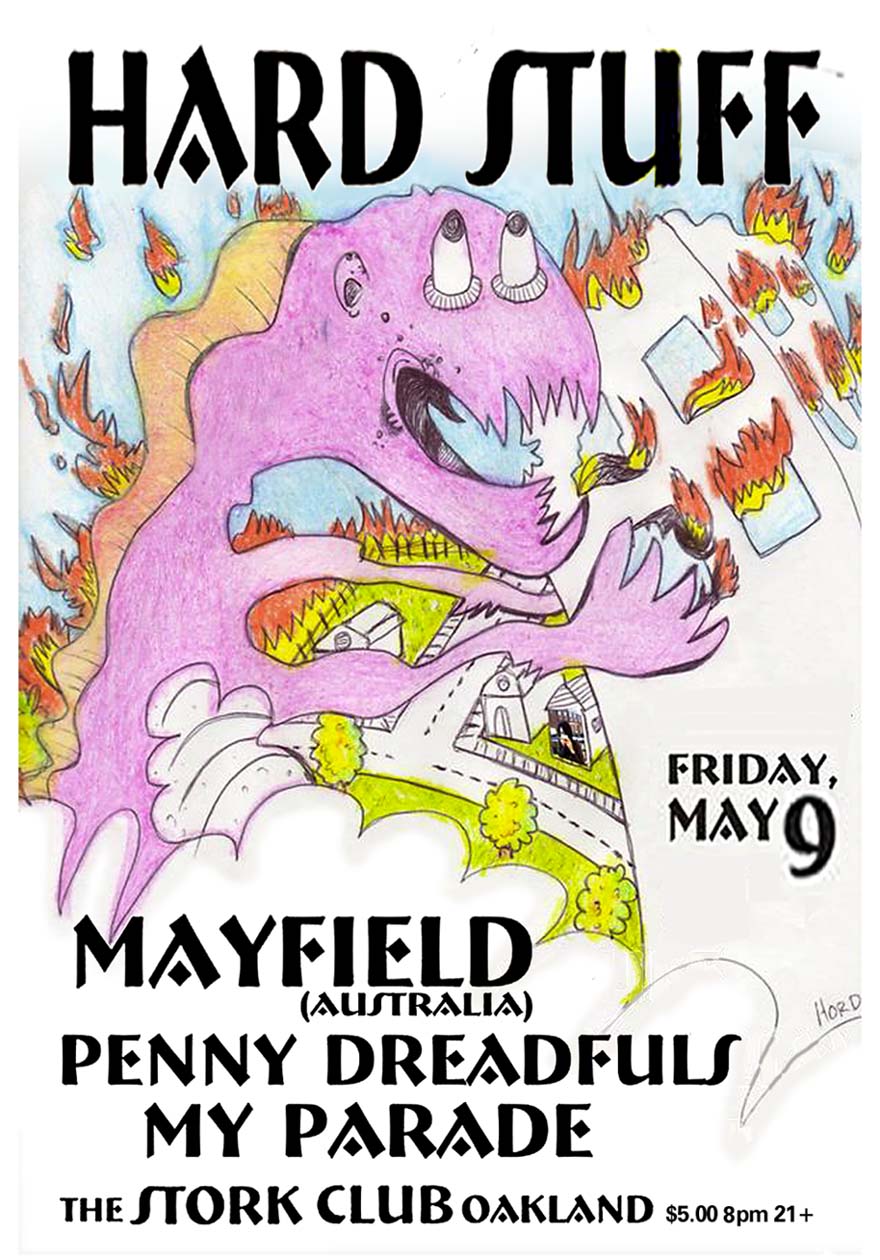 HARD STUFF
FRIDAY,
MAY 9
MAYFIELD
(AUSTRALIA)
PENNY DREADFULS
MY PARADE
THE STORK CLUB OAKLAND $5.00 8pm 21+